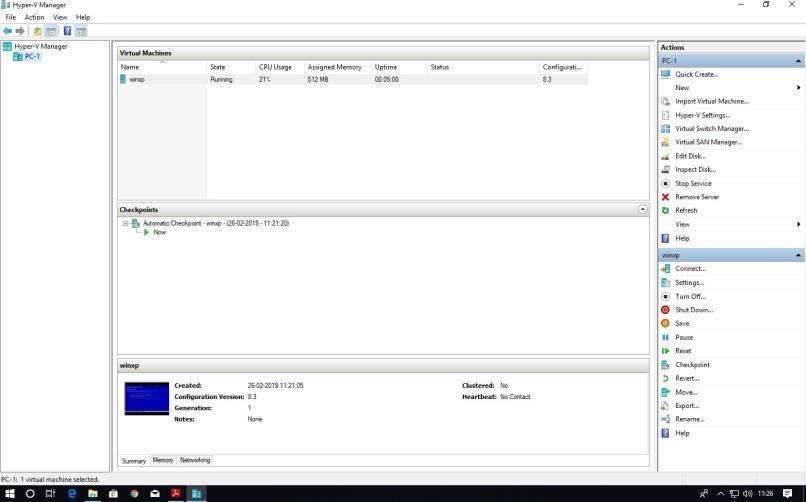 Hyper-V Manager
File Action View Help
Hyper-V Manager
PC-1
Virtual Machines
Name State CPU Usage Assigned Memory Uptime Status Configurati...
winxp Running 21% 512 MB 00:05:00 8.3
Checkpoints
Automatic Checkpoint - winxp - (26-02-2019 - 11:21:20)
Now
winxp
Created: 26-02-2019 11:21:05 Clustered: No
Configuration Version: 8.3 Heartbeat: No Contact
Generation: 1
Notes: None
Summary Memory Networking
Actions
PC-1
Quick Create...
New
Import Virtual Machine...
Hyper-V Settings...
Virtual Switch Manager...
Virtual SAN Manager...
Edit Disk...
Inspect Disk...
Stop Service
Remove Server
Refresh
View
Help
winxp
Connect...
Settings...
Turn Off...
Shut Down...
Save
Pause
Reset
Checkpoint
Revert...
Move...
Export...
Rename...
Help
PC-1: 1 virtual machine selected.
11:26